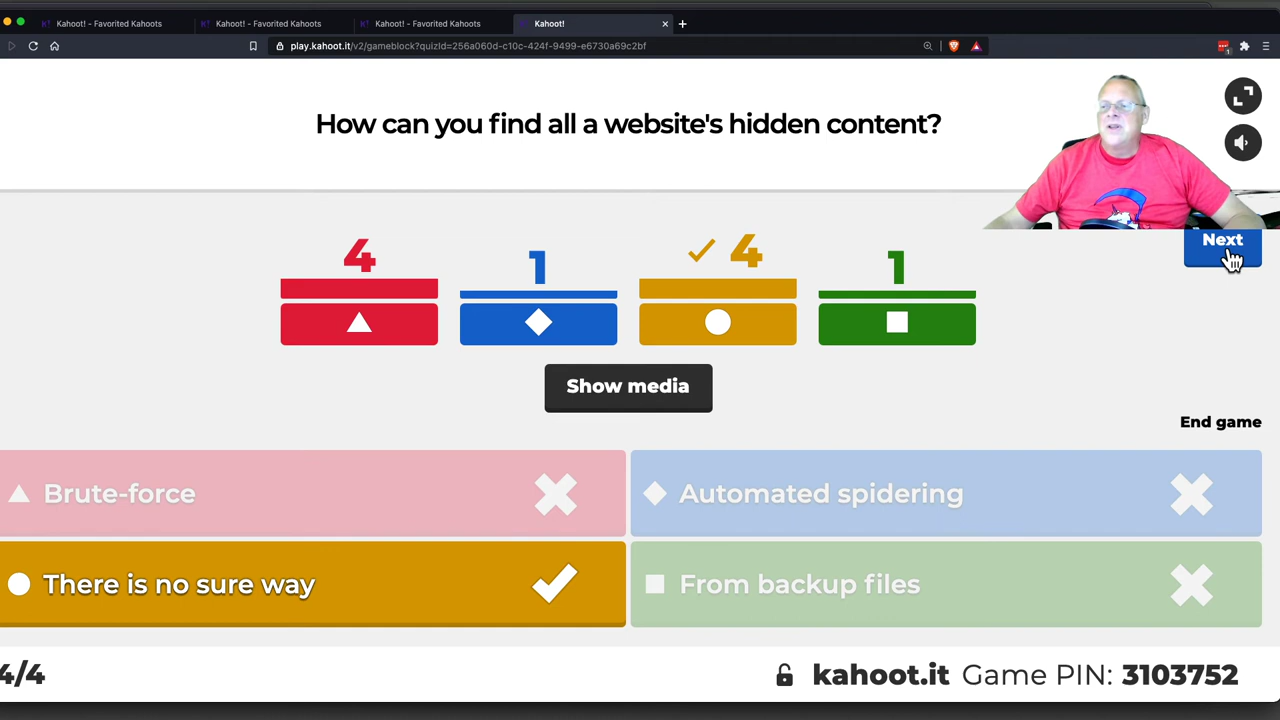 Kahoot! - Favorited Kahoots
Kahoot! - Favorited Kahoots
Kahoot! - Favorited Kahoots
Kahoot!
play.kahoot.it/v2/gameblock?quizId=256a060d-c10c-424f-9499-e6730a69c2bf
1
How can you find all a website's hidden content?
4
1
4
1
Next
Show media
End game
Brute-force
Automated spidering
There is no sure way
From backup files
4/4
kahoot.it Game PIN: 3103752